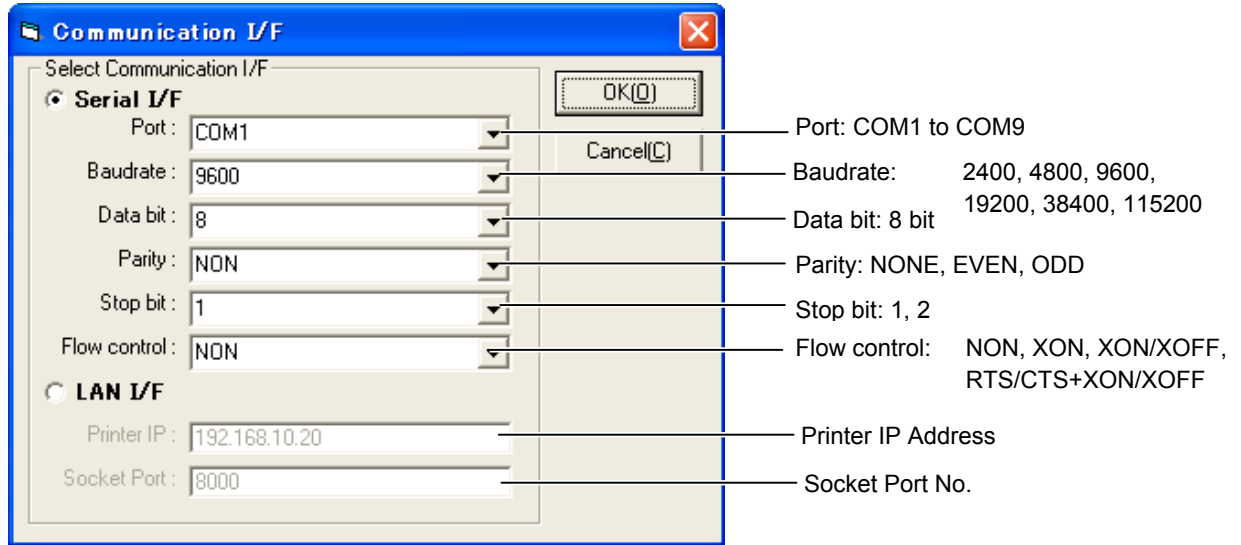 Communication I/F
Select Communication I/F
Serial I/F
OK(O)
Port : COM1
Port: COM1 to COM9
Cancel(C)
Baudrate : 9600
Baudrate: 2400, 4800, 9600,
19200, 38400, 115200
Data bit : 8
Data bit: 8 bit
Parity : NON
Parity: NONE, EVEN, ODD
Stop bit : 1
Stop bit: 1, 2
Flow control : NON
Flow control: NON, XON, XON/XOFF,
RTS/CTS+XON/XOFF
LAN I/F
Printer IP : 192.168.10.20
Printer IP Address
Socket Port : 8000
Socket Port No.